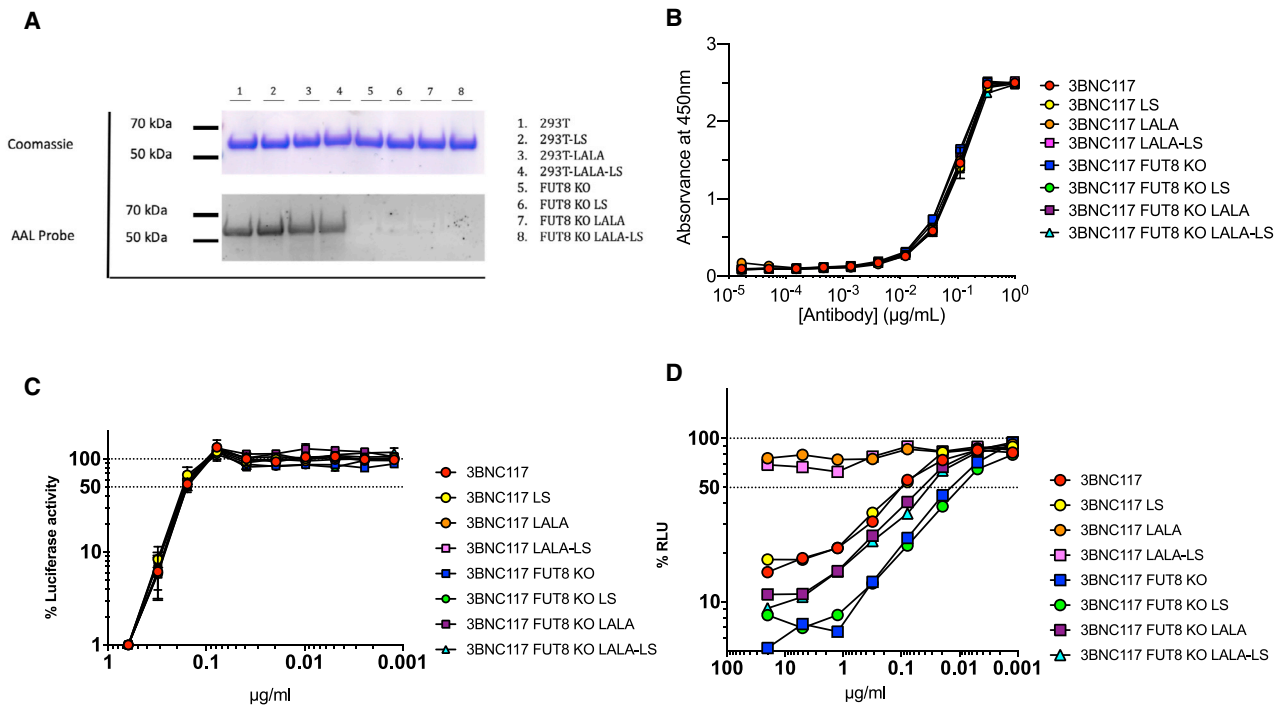 A
1 2 3 4 5 6 7 8
Coomassie
70 kDa
50 kDa
AAL Probe
70 kDa
50 kDa
1. 293T
2. 293T-LS
3. 293T-LALA
4. 293T-LALA-LS
5. FUT8 KO
6. FUT8 KO LS
7. FUT8 KO LALA
8. FUT8 KO LALA-LS
B
Absorvance at 450nm
3
2
1
0
10-5 10-4 10-3 10-2 10-1 100
[Antibody] (µg/mL)
3BNC117
3BNC117 LS
3BNC117 LALA
3BNC117 LALA-LS
3BNC117 FUT8 KO
3BNC117 FUT8 KO LS
3BNC117 FUT8 KO LALA
3BNC117 FUT8 KO LALA-LS
C
% Luciferase activity
100
50
10
1
1 0.1 0.01 0.001
µg/ml
3BNC117
3BNC117 LS
3BNC117 LALA
3BNC117 LALA-LS
3BNC117 FUT8 KO
3BNC117 FUT8 KO LS
3BNC117 FUT8 KO LALA
3BNC117 FUT8 KO LALA-LS
D
% RLU
100
50
10
100 10 1 0.1 0.01 0.001
µg/ml
3BNC117
3BNC117 LS
3BNC117 LALA
3BNC117 LALA-LS
3BNC117 FUT8 KO
3BNC117 FUT8 KO LS
3BNC117 FUT8 KO LALA
3BNC117 FUT8 KO LALA-LS